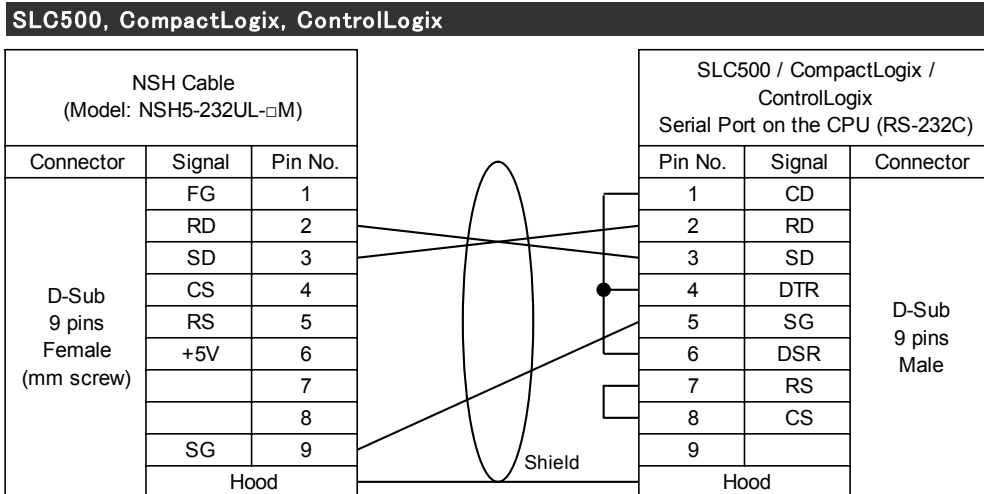 SLC500, CompactLogix, ControlLogix
NSH Cable
(Model: NSH5-232UL-□M)
SLC500 / CompactLogix /
ControlLogix
Serial Port on the CPU (RS-232C)
Connector Signal Pin No. Pin No. Signal Connector
FG 1 1 CD
RD 2 2 RD
SD 3 3 SD
CS 4 4 DTR
RS 5 5 SG
+5V 6 6 DSR
7 7 RS
8 8 CS
SG 9 9
D-Sub
9 pins
Female
(mm screw)
D-Sub
9 pins
Male
Shield
Hood Hood